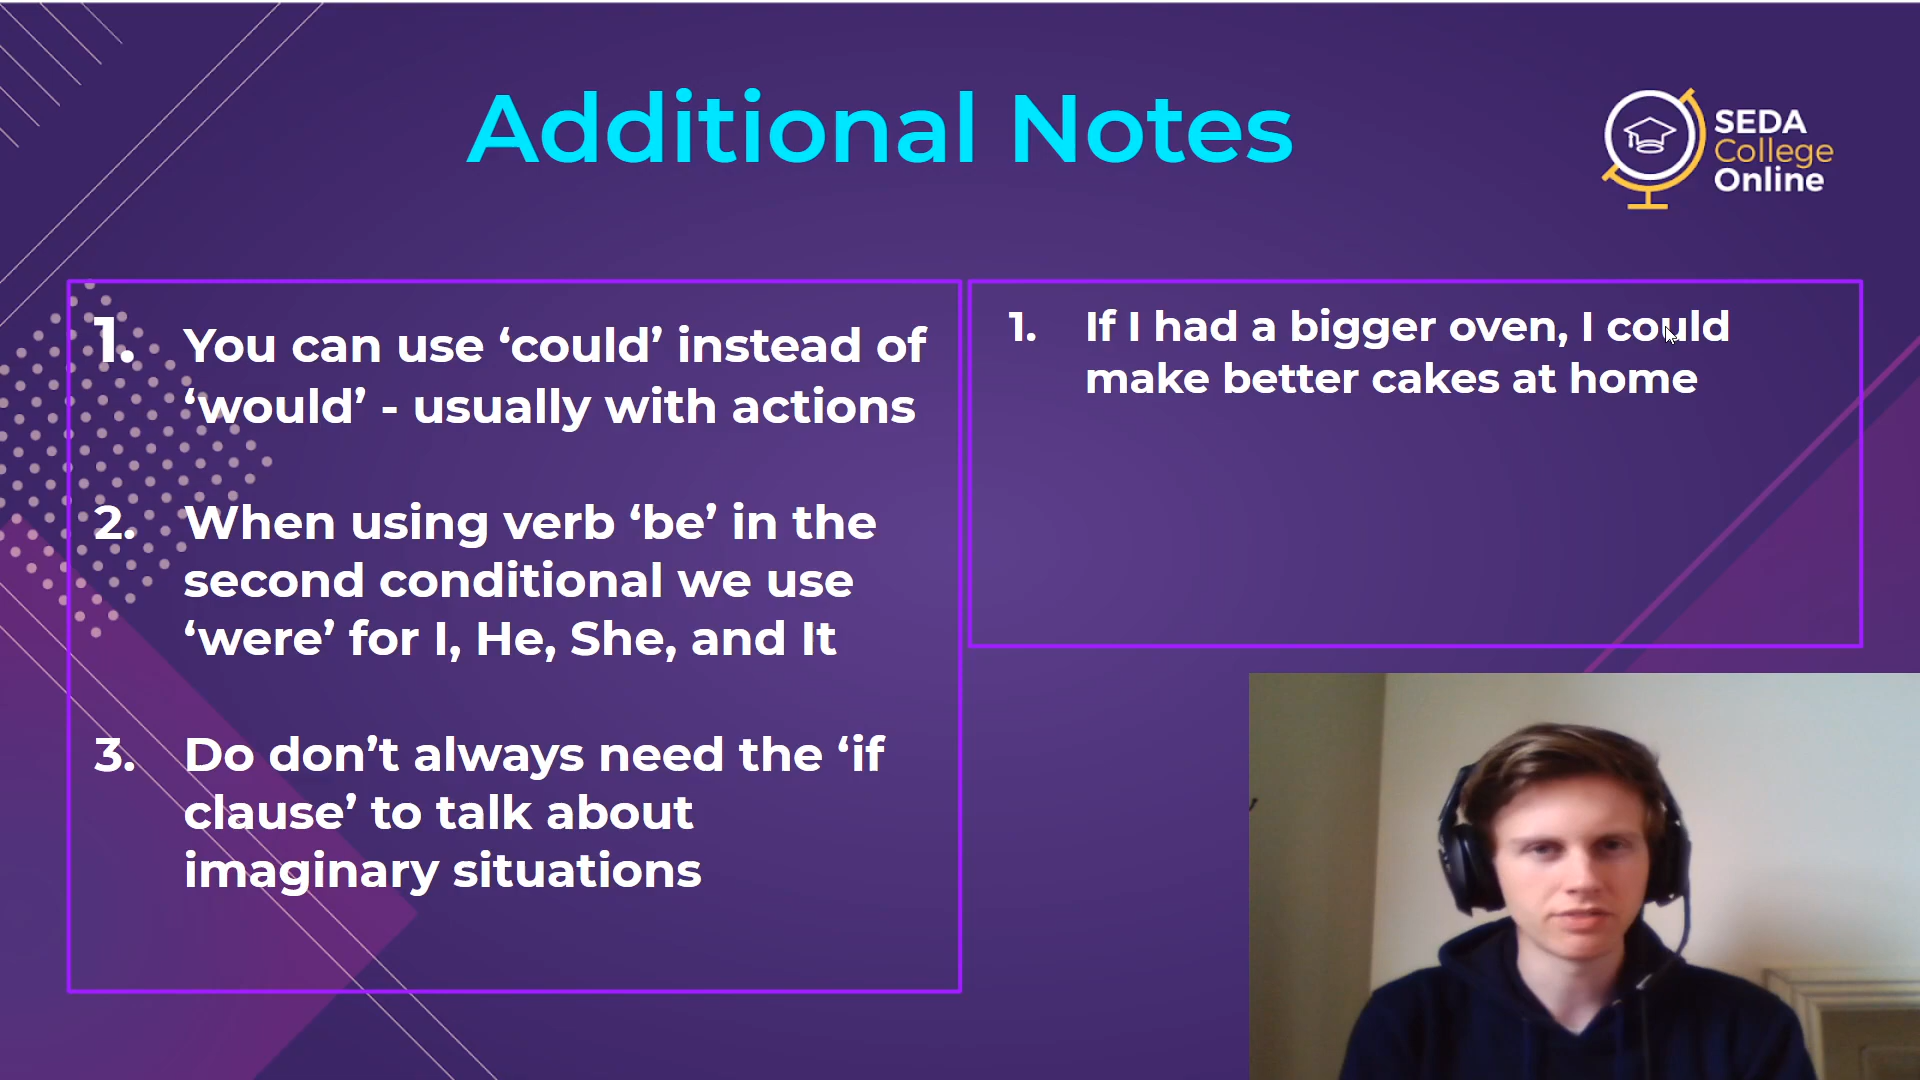 Additional Notes
SEDA
College
Online
1. You can use ‘could’ instead of
‘would’ - usually with actions
2. When using verb ‘be’ in the
second conditional we use
‘were’ for I, He, She, and It
3. Do don’t always need the ‘if
clause’ to talk about
imaginary situations
1. If I had a bigger oven, I could
make better cakes at home